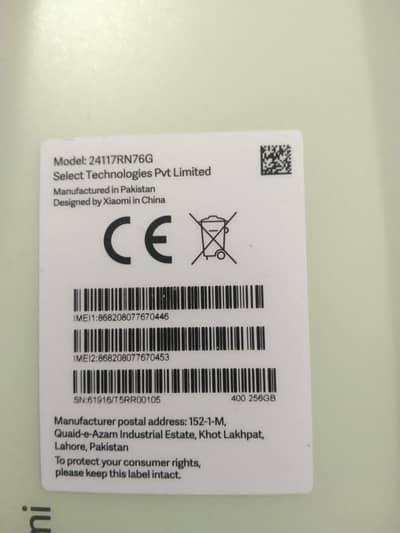 Model: 24117RN76G
Select Technologies Pvt Limited
Manufactured in Pakistan
Designed by Xiaomi in China
CE
IMEI1:868208077670446
IMEI2:868208077670453
SN:61916/T5RR00105 400 256GB
Manufacturer postal address: 152-1-M,
Quaid-e-Azam Industrial Estate, Khot Lakhpat,
Lahore, Pakistan
To protect your consumer rights,
please keep this label intact.